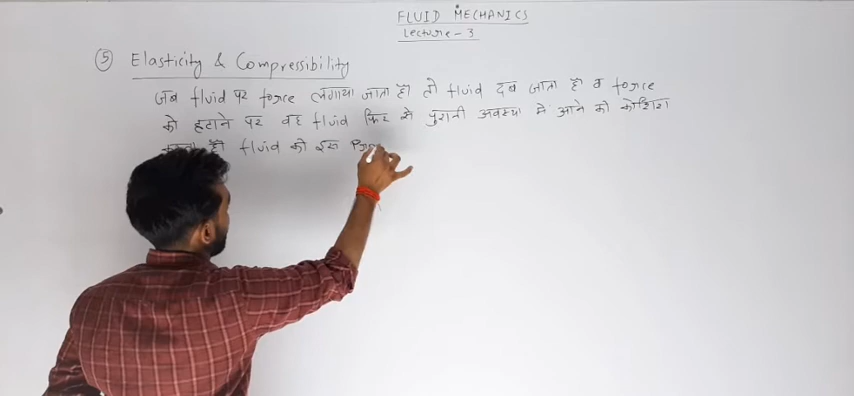 FLUID MECHANICS
Lecture - 3
⑤ Elasticity & Compressibility
जब fluid पर force लगाया जाता है। तो fluid दब जाता है। व force
को हटाने पर वह fluid फिर से पुरानी अवस्था में आने की कोशिश
है। fluid की इस